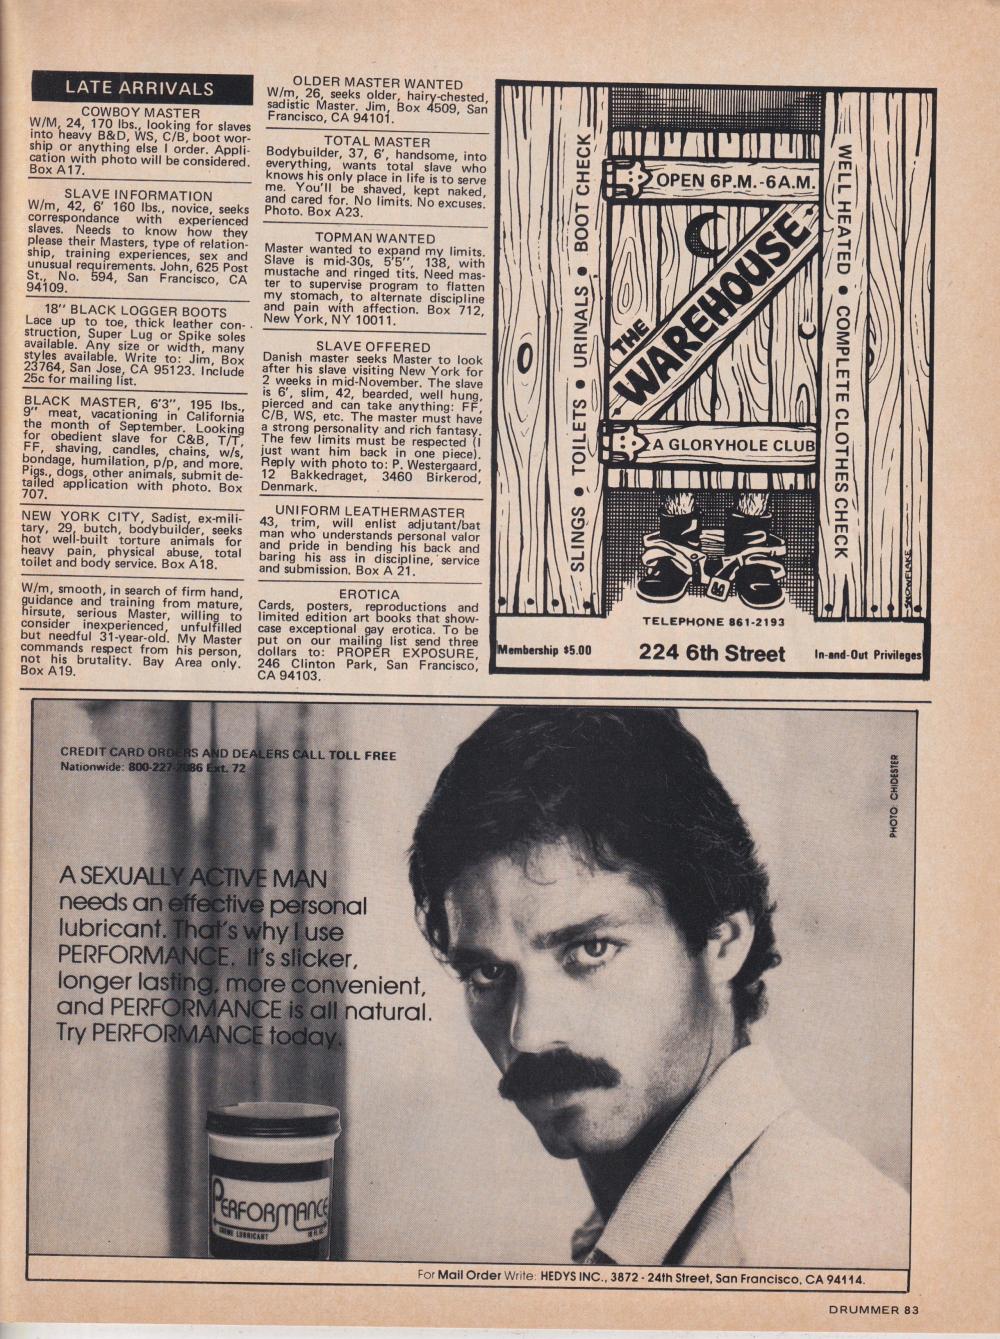 LATE ARRIVALS
COWBOY MASTER
W/M, 24, 170 lbs., looking for slaves
into heavy B&D, WS, C/B, boot wor-
ship or anything else I order. Appli-
cation with photo will be considered.
Box A17.
SLAVE INFORMATION
W/m, 42, 6' 160 lbs., novice, seeks
correspondance with experienced
slaves. Needs to know how they
please their Masters, type of relation-
ship, training experiences, sex and
unusual requirements. John, 625 Post
St., No. 594, San Francisco, CA
94109.
18" BLACK LOGGER BOOTS
Lace up to toe, thick leather con-
struction, Super Lug or Spike soles
available. Any size or width, many
styles available. Write to: Jim, Box
23764, San Jose, CA 95123. Include
25c for mailing list.
BLACK MASTER, 6'3", 195 lbs.,
9" meat, vacationing in California
the month of September. Looking
for obedient slave for C&B, T/T,
FF, shaving, candles, chains, w/s,
bondage, humilation, p/p, and more.
Pigs, dogs, other animals, submit de-
tailed application with photo. Box
707.
NEW YORK CITY, Sadist, ex-mili-
tary, 29, butch, bodybuilder, seeks
hot well-built torture animals for
heavy pain, physical abuse, total
toilet and body service. Box A18.
W/m, smooth, in search of firm hand,
guidance and training from mature,
hirsute, serious Master, willing to
consider inexperienced, unfulfilled
but needful 31-year-old. My Master
commands respect from his person,
not his brutality. Bay Area only.
Box A19.
OLDER MASTER WANTED
W/m, 26, seeks older, hairy-chested,
sadistic Master. Jim, Box 4509, San
Francisco, CA 94101.
TOTAL MASTER
Bodybuilder, 37, 6', handsome, into
everything, wants total slave who
knows his only place in life is to serve
me. You'll be shaved, kept naked,
and cared for. No limits. No excuses.
Photo. Box A23.
TOPMAN WANTED
Master wanted to expand my limits.
Slave is mid-30s, 5'5", 138, with
mustache and ringed tits. Need mas-
ter to supervise program to flatten
my stomach, to alternate discipline
and pain with affection. Box 712,
New York, NY 10011.
SLAVE OFFERED
Danish master seeks Master to look
after his slave visiting New York for
2 weeks in mid-November. The slave
is 6', slim, 42, bearded, well hung,
pierced and can take anything: FF,
C/B, WS, etc. The master must have
a strong personality and rich fantasy.
The few limits must be respected (I
just want him back in one piece).
Reply with photo to: P. Westergaard,
12 Bakkedraget, 3460 Birkerod,
Denmark.
UNIFORM LEATHERMASTER
43, trim, will enlist adjutant/bat
man who understands personal valor
and pride in bending his back and
baring his ass in discipline, service
and submission. Box A 21.
EROTICA
Cards, posters, reproductions and
limited edition art books that show-
case exceptional gay erotica. To be
put on our mailing list send three
dollars to: PROPER EXPOSURE,
246 Clinton Park, San Francisco,
CA 94103.
SLINGS • TOILETS • URINALS • BOOT CHECK
OPEN 6P.M.-6A.M.
THE
WAREHOUSE
A GLORYHOLE CLUB
WELL HEATED • COMPLETE CLOTHES CHECK
SNOWFLAKE
TELEPHONE 861-2193
Membership $5.00
224 6th Street
In-and-Out Privileges
CREDIT CARD ORDERS AND DEALERS CALL TOLL FREE
Nationwide: 800-227- Ext. 72
PHOTO: CHIDESTER
A SEXUALLY ACTIVE MAN
needs an effective personal
lubricant. That's why I use
PERFORMANCE. It's slicker,
longer lasting, more convenient,
and PERFORMANCE is all natural.
Try PERFORMANCE today.
PERFORMANCE
CREME LUBRICANT
For Mail Order Write: HEDYS INC., 3872 - 24th Street, San Francisco, CA 94114.
DRUMMER 83